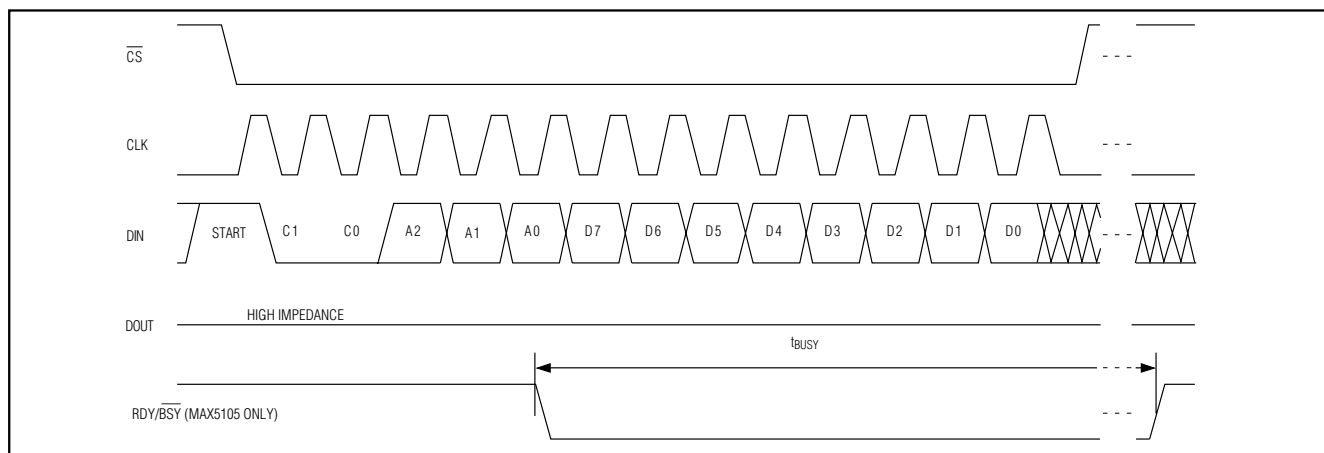 CS
CLK
DIN START C1 C0 A2 A1 A0 D7 D6 D5 D4 D3 D2 D1 D0
HIGH IMPEDANCE
DOUT
tBUSY
RDY/BSY (MAX5105 ONLY)